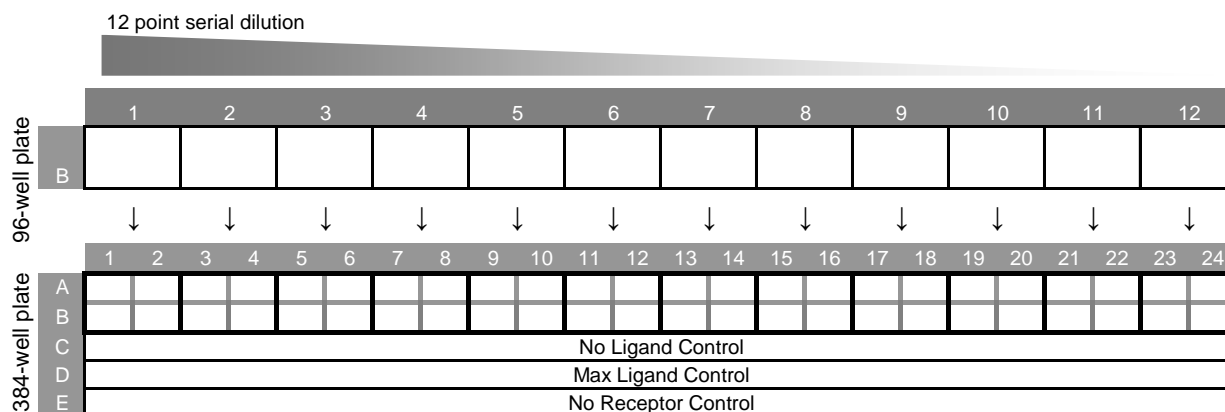 12 point serial dilution
1 2 3 4 5 6 7 8 9 10 11 12
96-well plate
B
↓ ↓ ↓ ↓ ↓ ↓ ↓ ↓ ↓ ↓ ↓ ↓
1 2 3 4 5 6 7 8 9 10 11 12 13 14 15 16 17 18 19 20 21 22 23 24
384-well plate
A
B
C No Ligand Control
D Max Ligand Control
E No Receptor Control